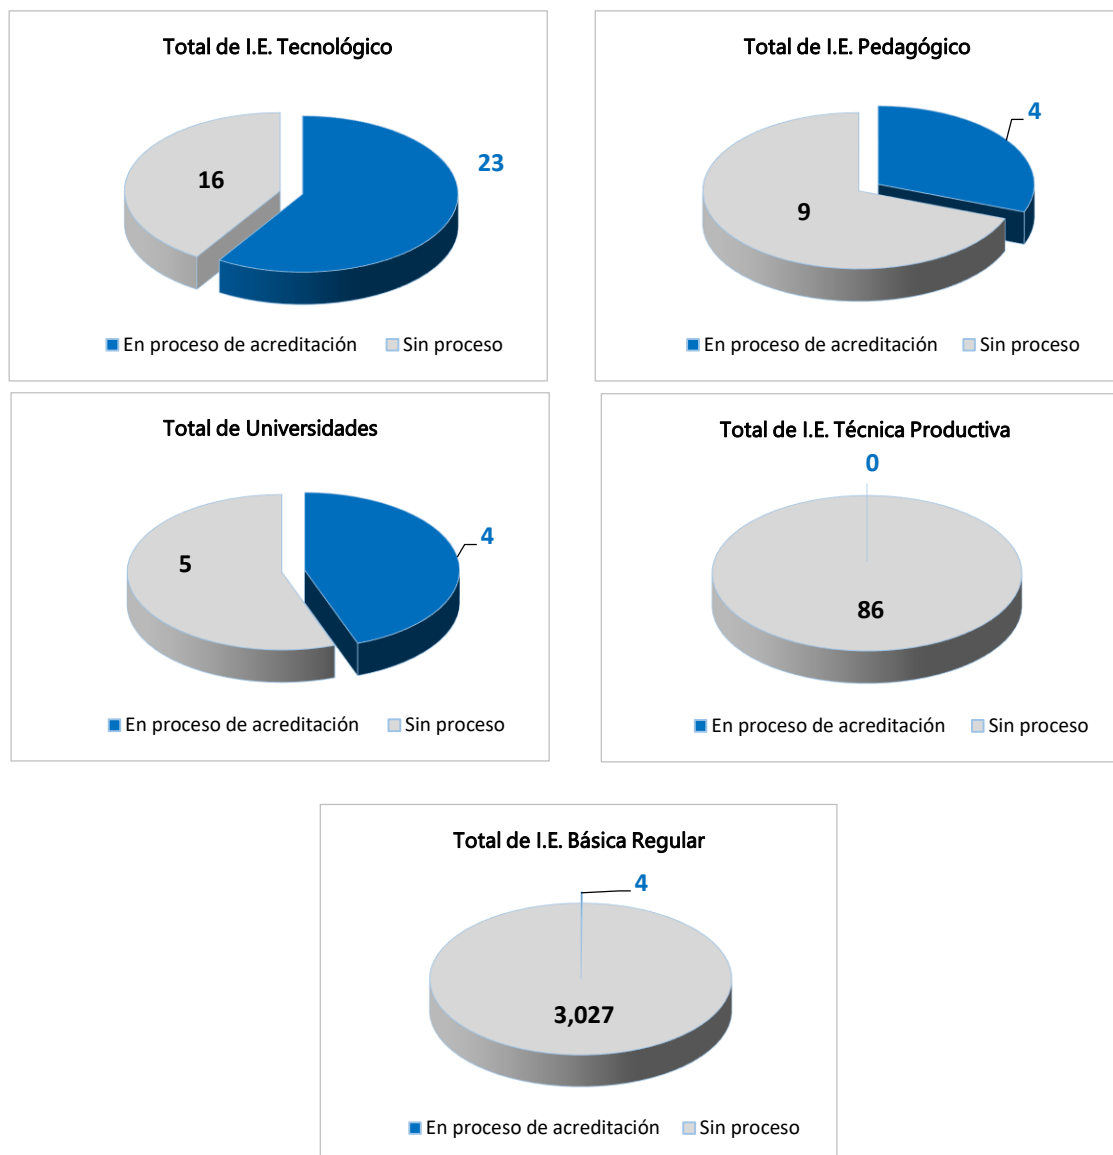 Total de I.E. Tecnológico
16
23
En proceso de acreditación
Sin proceso
Total de I.E. Pedagógico
4
9
En proceso de acreditación
Sin proceso
Total de Universidades
5
4
En proceso de acreditación
Sin proceso
Total de I.E. Técnica Productiva
0
86
En proceso de acreditación
Sin proceso
Total de I.E. Básica Regular
4
3,027
En proceso de acreditación
Sin proceso